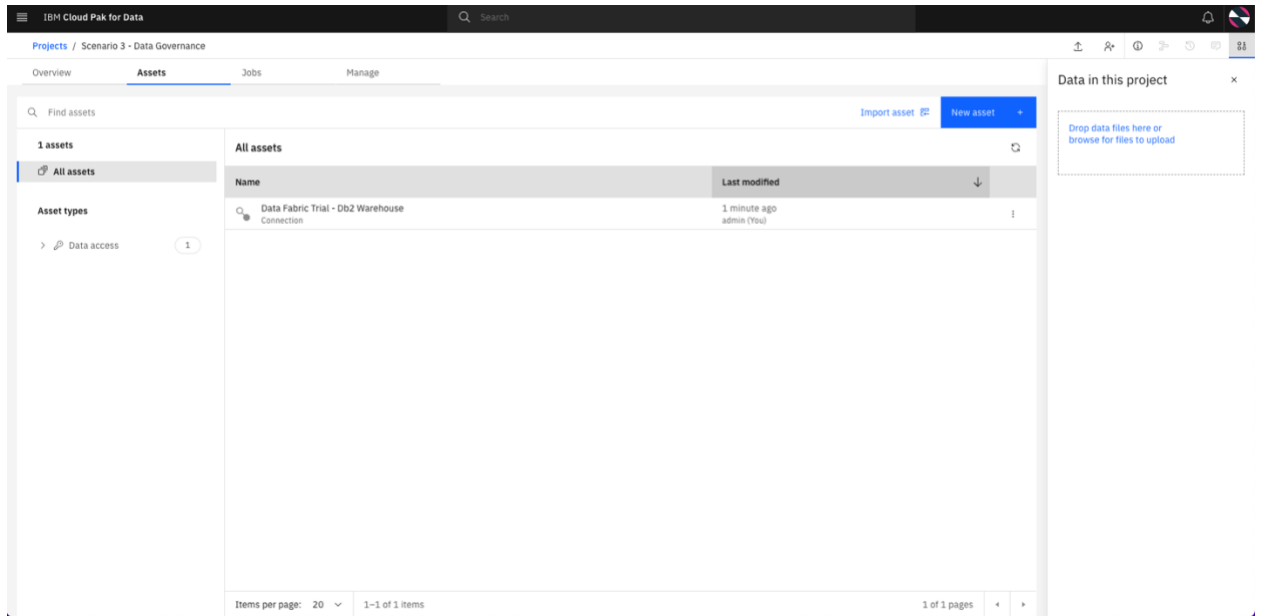 IBM Cloud Pak for Data
Search
Projects / Scenario 3 - Data Governance
Overview
Assets
Jobs
Manage
Find assets
Import asset
New asset +
1 assets
All assets
Asset types
Data access
1
All assets
Name
Last modified
Data Fabric Trial - Db2 Warehouse
Connection
1 minute ago
admin (You)
Items per page: 20
1–1 of 1 items
1 of 1 pages
Data in this project
Drop data files here or
browse for files to upload